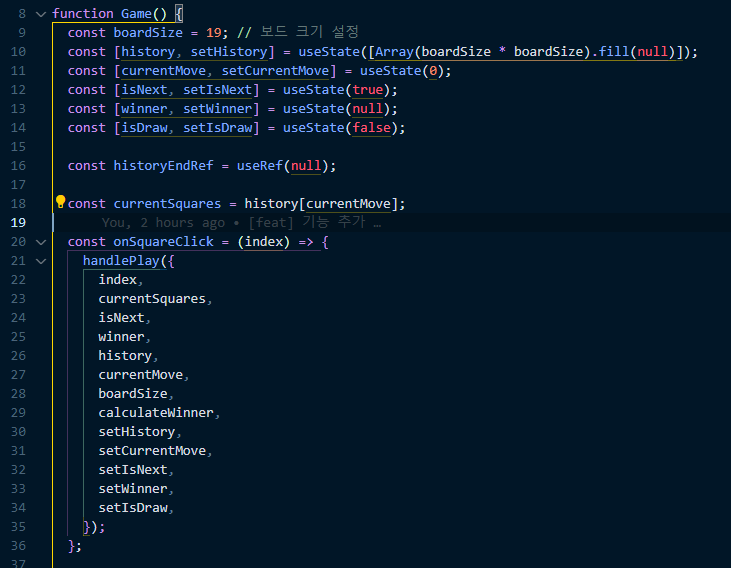 8 function Game() {
9 const boardSize = 19; // 보드 크기 설정
10 const [history, setHistory] = useState([Array(boardSize * boardSize).fill(null)]);
11 const [currentMove, setCurrentMove] = useState(0);
12 const [isNext, setIsNext] = useState(true);
13 const [winner, setWinner] = useState(null);
14 const [isDraw, setIsDraw] = useState(false);
15
16 const historyEndRef = useRef(null);
17
18 const currentSquares = history[currentMove];
19 You, 2 hours ago • [feat] 기능 추가 …
20 const onSquareClick = (index) => {
21 handlePlay({
22 index,
23 currentSquares,
24 isNext,
25 winner,
26 history,
27 currentMove,
28 boardSize,
29 calculateWinner,
30 setHistory,
31 setCurrentMove,
32 setIsNext,
33 setWinner,
34 setIsDraw,
35 });
36 };
37